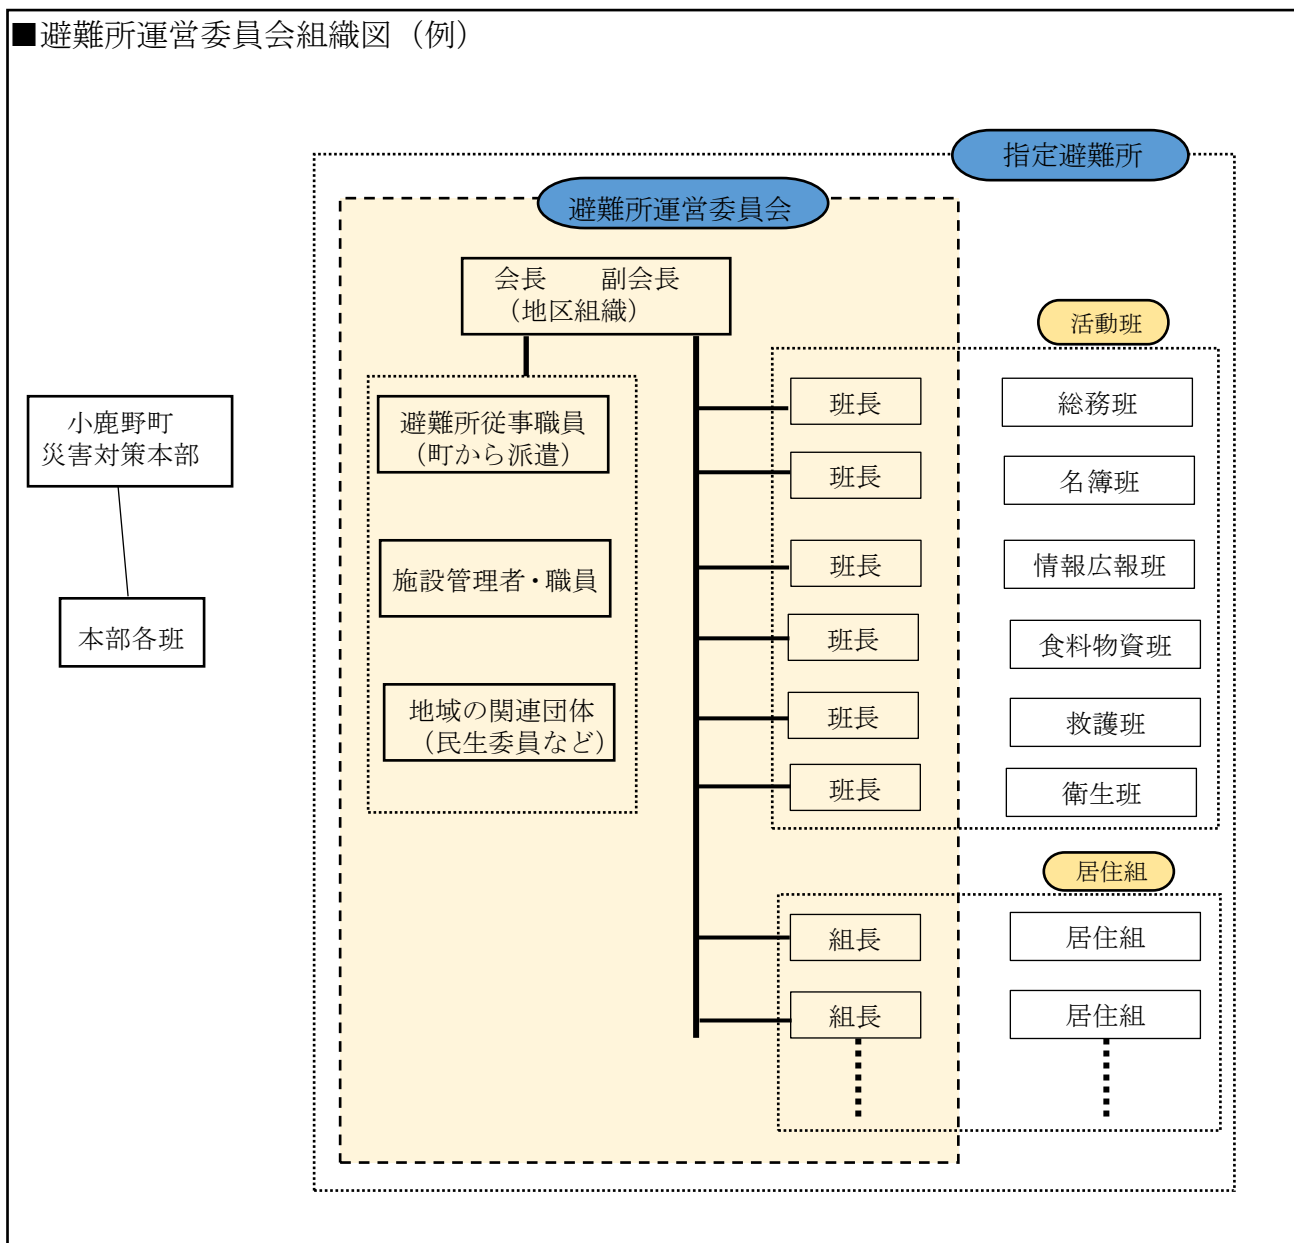 ■避難所運営委員会組織図（例）
指定避難所
避難所運営委員会
会長　　副会長
（地区組織）
活動班
小鹿野町
災害対策本部
本部各班
避難所従事職員
（町から派遣）
施設管理者・職員
地域の関連団体
（民生委員など）
班長
総務班
班長
名簿班
班長
情報広報班
班長
食料物資班
班長
救護班
班長
衛生班
居住組
組長
居住組
組長
居住組